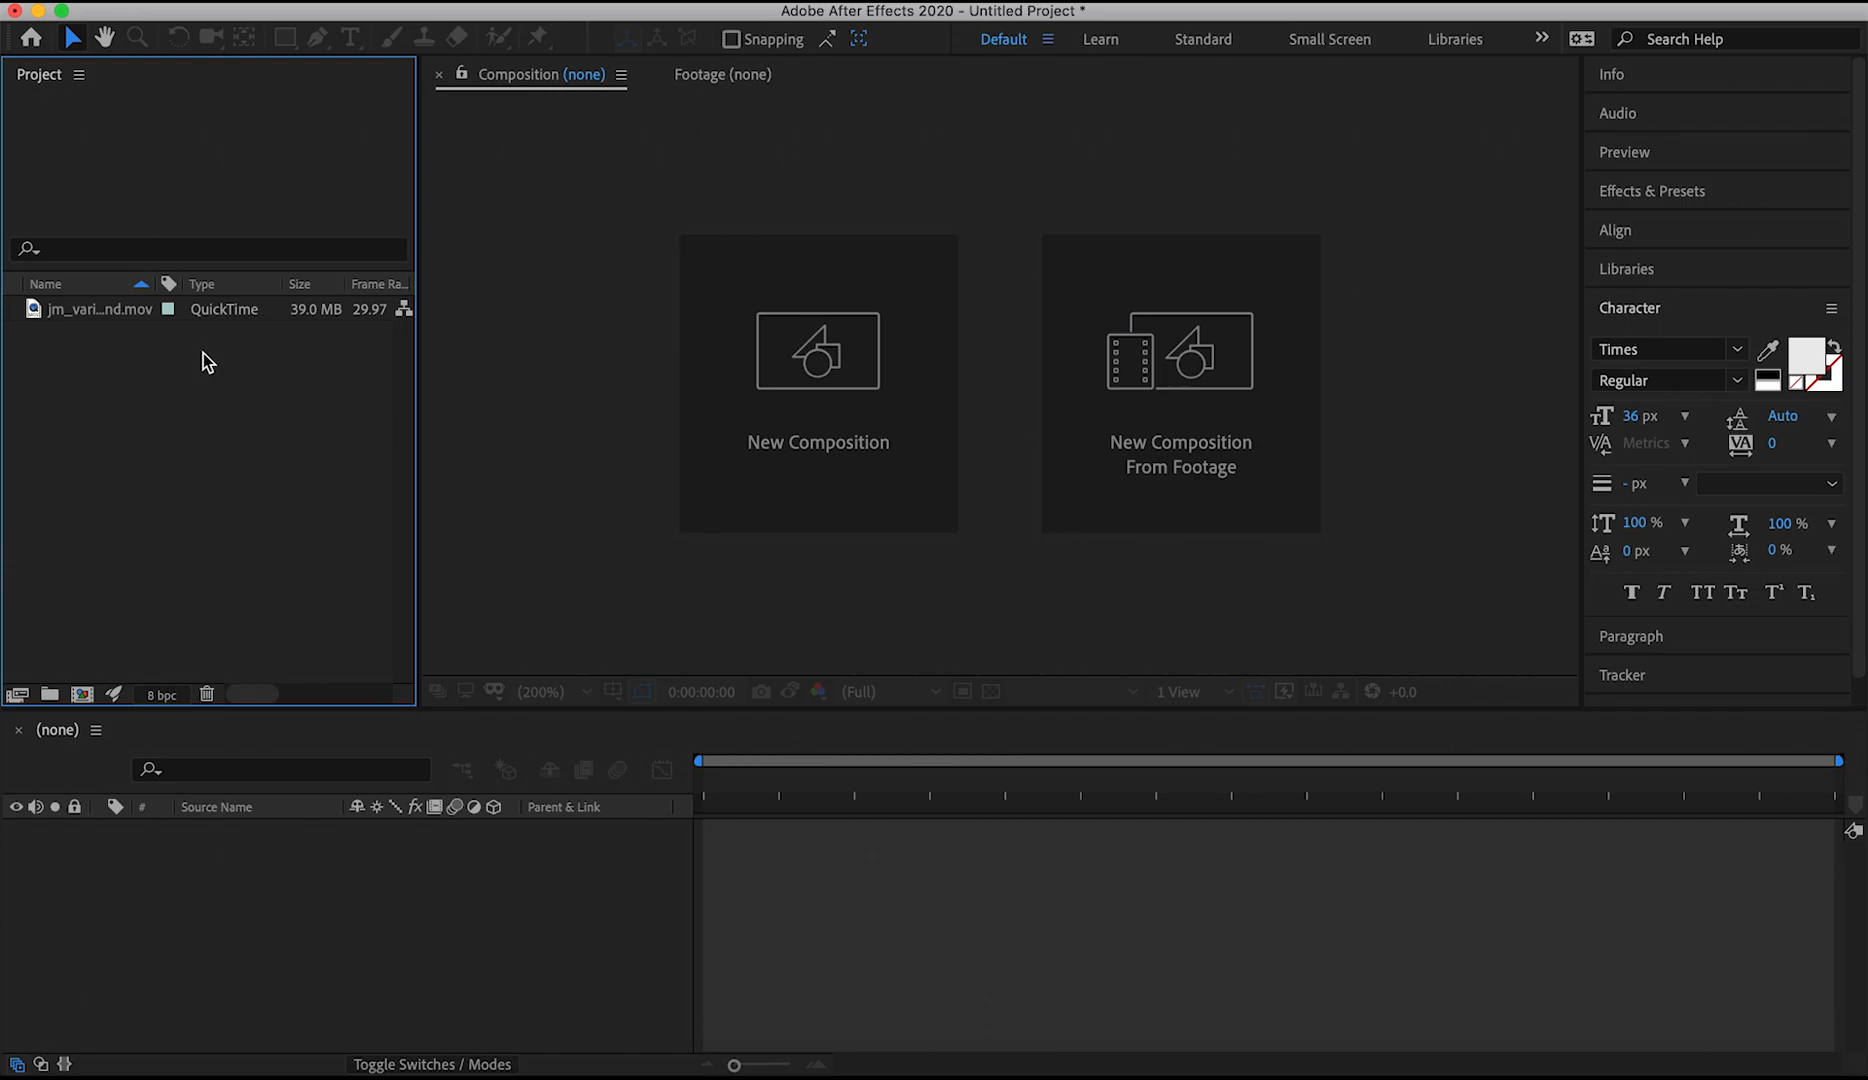 Adobe After Effects 2020 - Untitled Project *
Snapping
Default
Learn
Standard
Small Screen
Libraries
Search Help
Project
Composition (none)
Footage (none)
Name
Type
Size
Frame Ra...
jm_vari...nd.mov
QuickTime
39.0 MB
29.97
New Composition
New Composition
From Footage
8 bpc
(200%)
0:00:00:00
(Full)
1 View
+0.0
Info
Audio
Preview
Effects & Presets
Align
Libraries
Character
Times
Regular
36 px
Auto
Metrics
0
- px
100 %
100 %
0 px
0 %
Paragraph
Tracker
(none)
#
Source Name
fx
Parent & Link
Toggle Switches / Modes